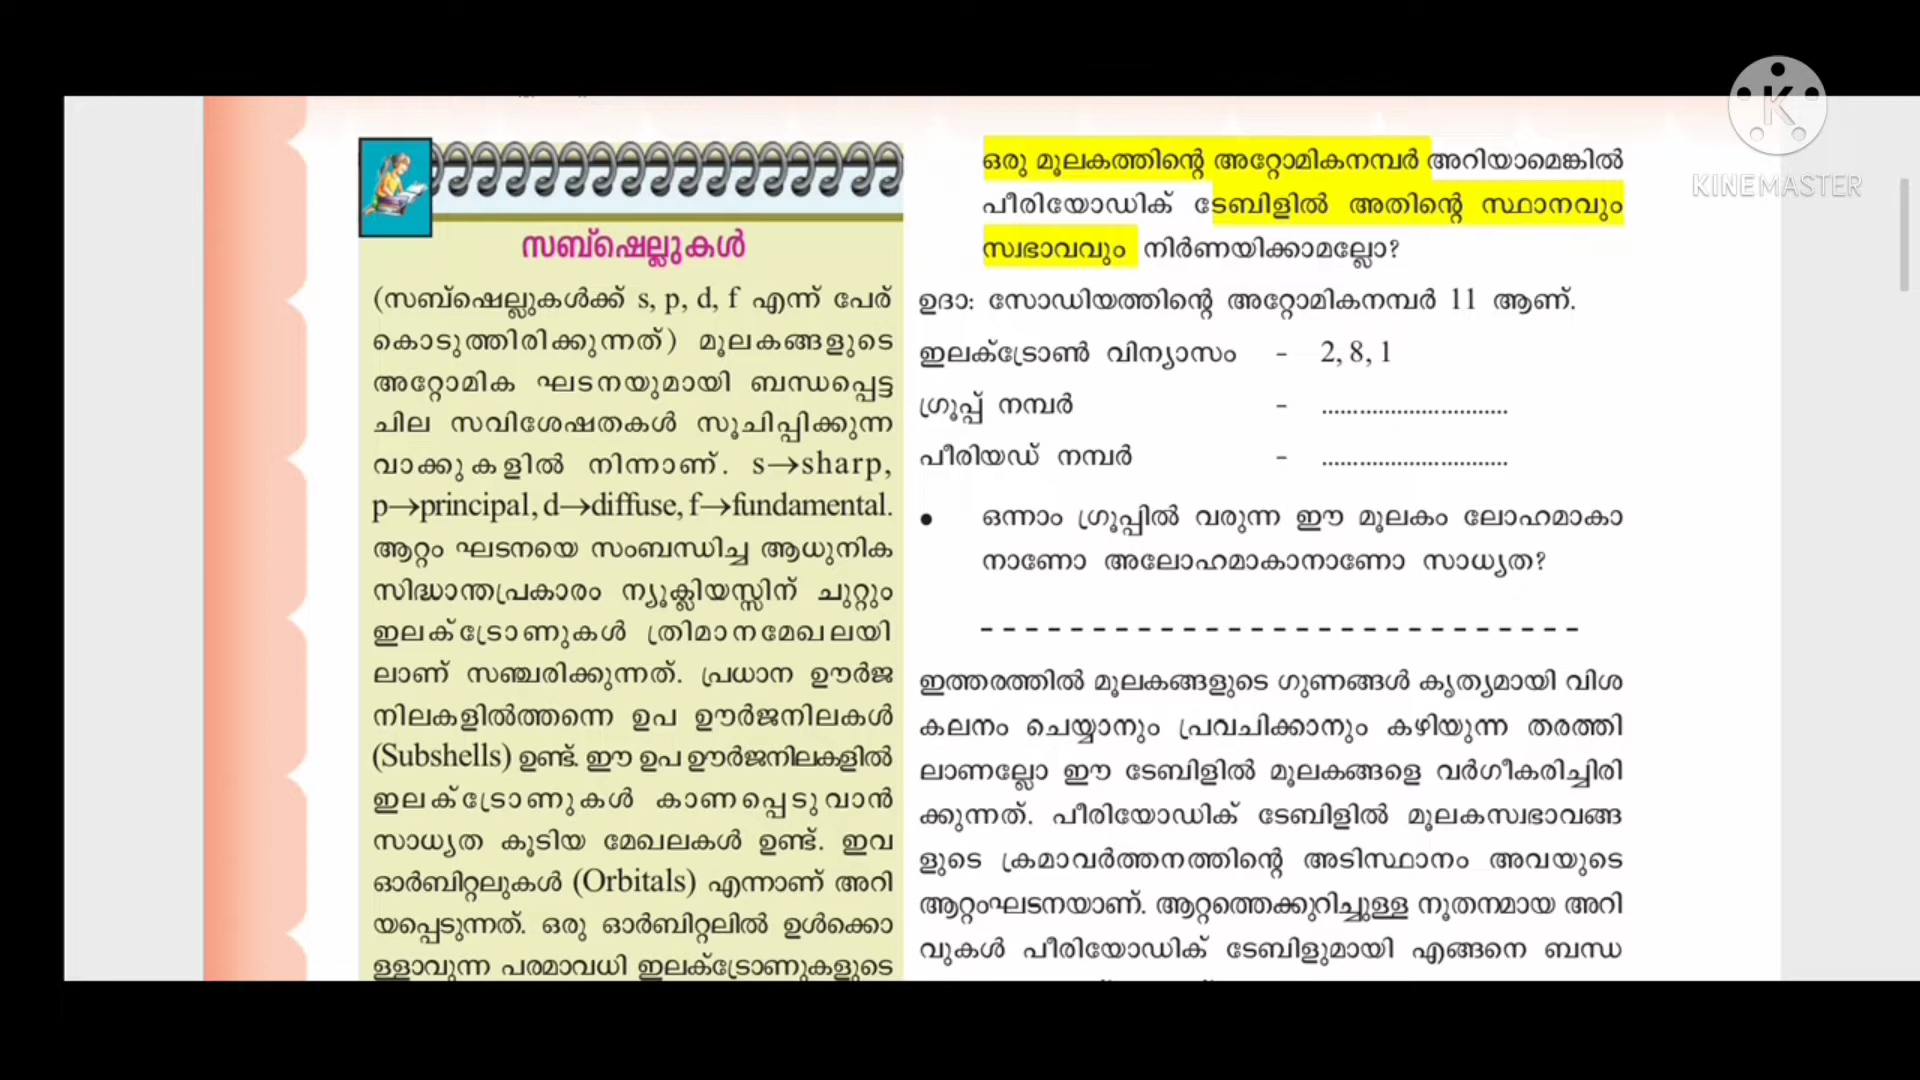 സബ്ഷെല്ലുകൾ
(സബ്ഷെല്ലുകൾക്ക് s, p, d, f എന്ന് പേര്
കൊടുത്തിരിക്കുന്നത്) മൂലകങ്ങളുടെ
അറ്റോമിക ഘടനയുമായി ബന്ധപ്പെട്ട
ചില സവിശേഷതകൾ സൂചിപ്പിക്കുന്ന
വാക്കുകളിൽ നിന്നാണ്. s→sharp,
p→principal, d→diffuse, f→fundamental.
ആറ്റം ഘടനയെ സംബന്ധിച്ച ആധുനിക
സിദ്ധാന്തപ്രകാരം ന്യൂക്ലിയസ്സിന് ചുറ്റും
ഇലക്ട്രോണുകൾ ത്രിമാനമേഖലയി
ലാണ് സഞ്ചരിക്കുന്നത്. പ്രധാന ഊർജ
നിലകളിൽത്തന്നെ ഉപ ഊർജനിലകൾ
(Subshells) ഉണ്ട്. ഈ ഉപ ഊർജനിലകളിൽ
ഇലക്ട്രോണുകൾ കാണപ്പെടുവാൻ
സാധ്യത കൂടിയ മേഖലകൾ ഉണ്ട്. ഇവ
ഓർബിറ്റലുകൾ (Orbitals) എന്നാണ് അറി
യപ്പെടുന്നത്. ഒരു ഓർബിറ്റലിൽ ഉൾക്കൊ
ള്ളാവുന്ന പരമാവധി ഇലക്ട്രോണുകളുടെ
ഒരു മൂലകത്തിന്റെ അറ്റോമികനമ്പർ അറിയാമെങ്കിൽ
പീരിയോഡിക് ടേബിളിൽ അതിന്റെ സ്ഥാനവും
സ്വഭാവവും നിർണയിക്കാമല്ലോ?
ഉദാ: സോഡിയത്തിന്റെ അറ്റോമികനമ്പർ 11 ആണ്.
ഇലക്ട്രോൺ വിന്യാസം - 2, 8, 1
ഗ്രൂപ്പ് നമ്പർ - ..............................
പീരിയഡ് നമ്പർ - ..............................
• ഒന്നാം ഗ്രൂപ്പിൽ വരുന്ന ഈ മൂലകം ലോഹമാകാ
നാണോ അലോഹമാകാനാണോ സാധ്യത?
ഇത്തരത്തിൽ മൂലകങ്ങളുടെ ഗുണങ്ങൾ കൃത്യമായി വിശ
കലനം ചെയ്യാനും പ്രവചിക്കാനും കഴിയുന്ന തരത്തി
ലാണല്ലോ ഈ ടേബിളിൽ മൂലകങ്ങളെ വർഗീകരിച്ചിരി
ക്കുന്നത്. പീരിയോഡിക് ടേബിളിൽ മൂലകസ്വഭാവങ്ങ
ളുടെ ക്രമാവർത്തനത്തിന്റെ അടിസ്ഥാനം അവയുടെ
ആറ്റംഘടനയാണ്. ആറ്റത്തെക്കുറിച്ചുള്ള നൂതനമായ അറി
വുകൾ പീരിയോഡിക് ടേബിളുമായി എങ്ങനെ ബന്ധ
KINEMASTER